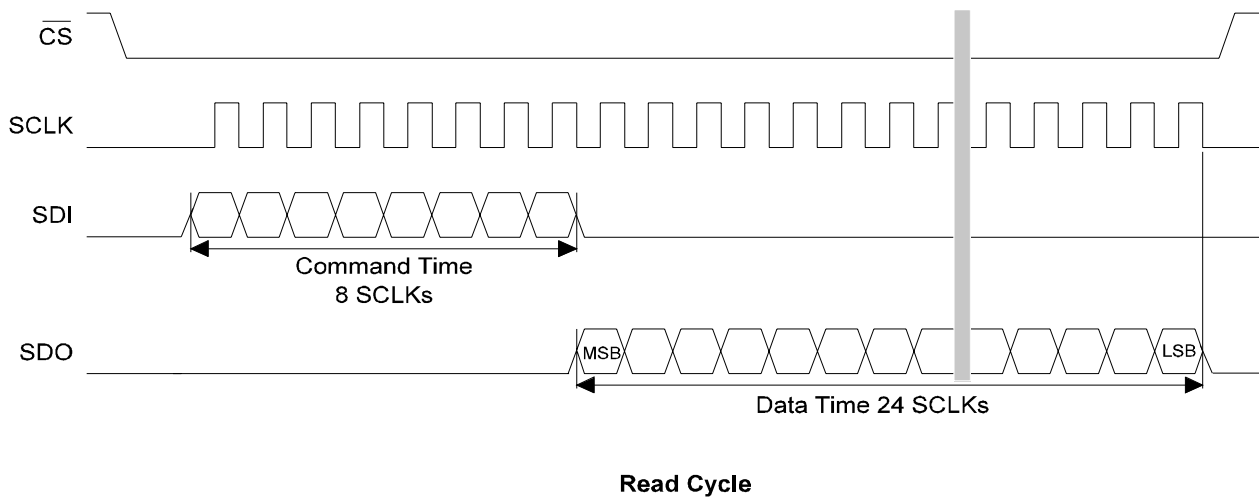 CS
SCLK
SDI
Command Time
8 SCLKs
SDO
MSB
LSB
Data Time 24 SCLKs
Read Cycle